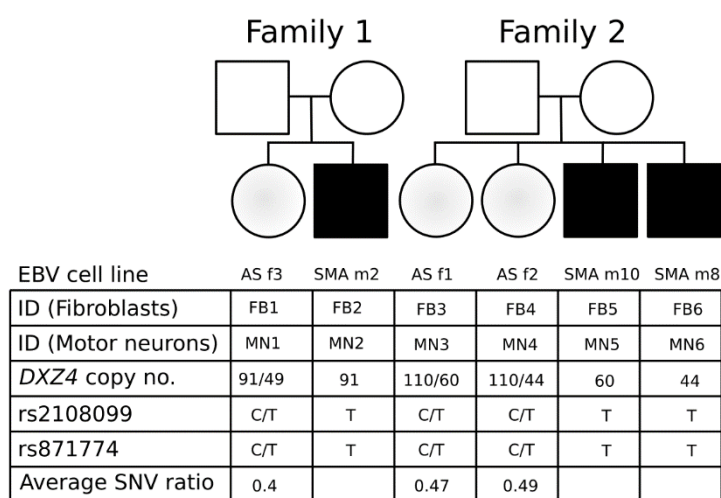 Family 1 Family 2
EBV cell line AS f3 SMA m2 AS f1 AS f2 SMA m10 SMA m8
ID (Fibroblasts) FB1 FB2 FB3 FB4 FB5 FB6
ID (Motor neurons) MN1 MN2 MN3 MN4 MN5 MN6
DXZ4 copy no. 91/49 91 110/60 110/44 60 44
rs2108099 C/T T C/T C/T T T
rs871774 C/T T C/T C/T T T
Average SNV ratio 0.4 0.47 0.49